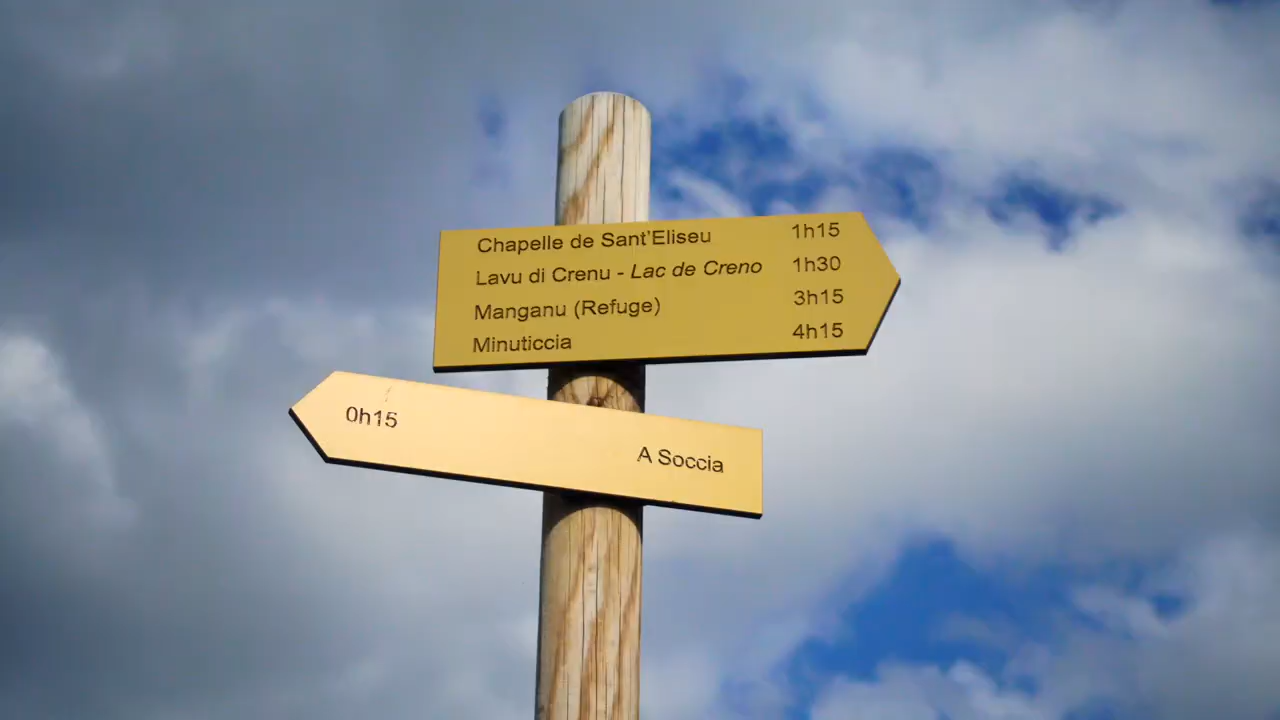 Chapelle de Sant'Eliseu 1h15
Lavu di Crenu - Lac de Creno 1h30
Manganu (Refuge) 3h15
Minuticcia 4h15
0h15 A Soccia